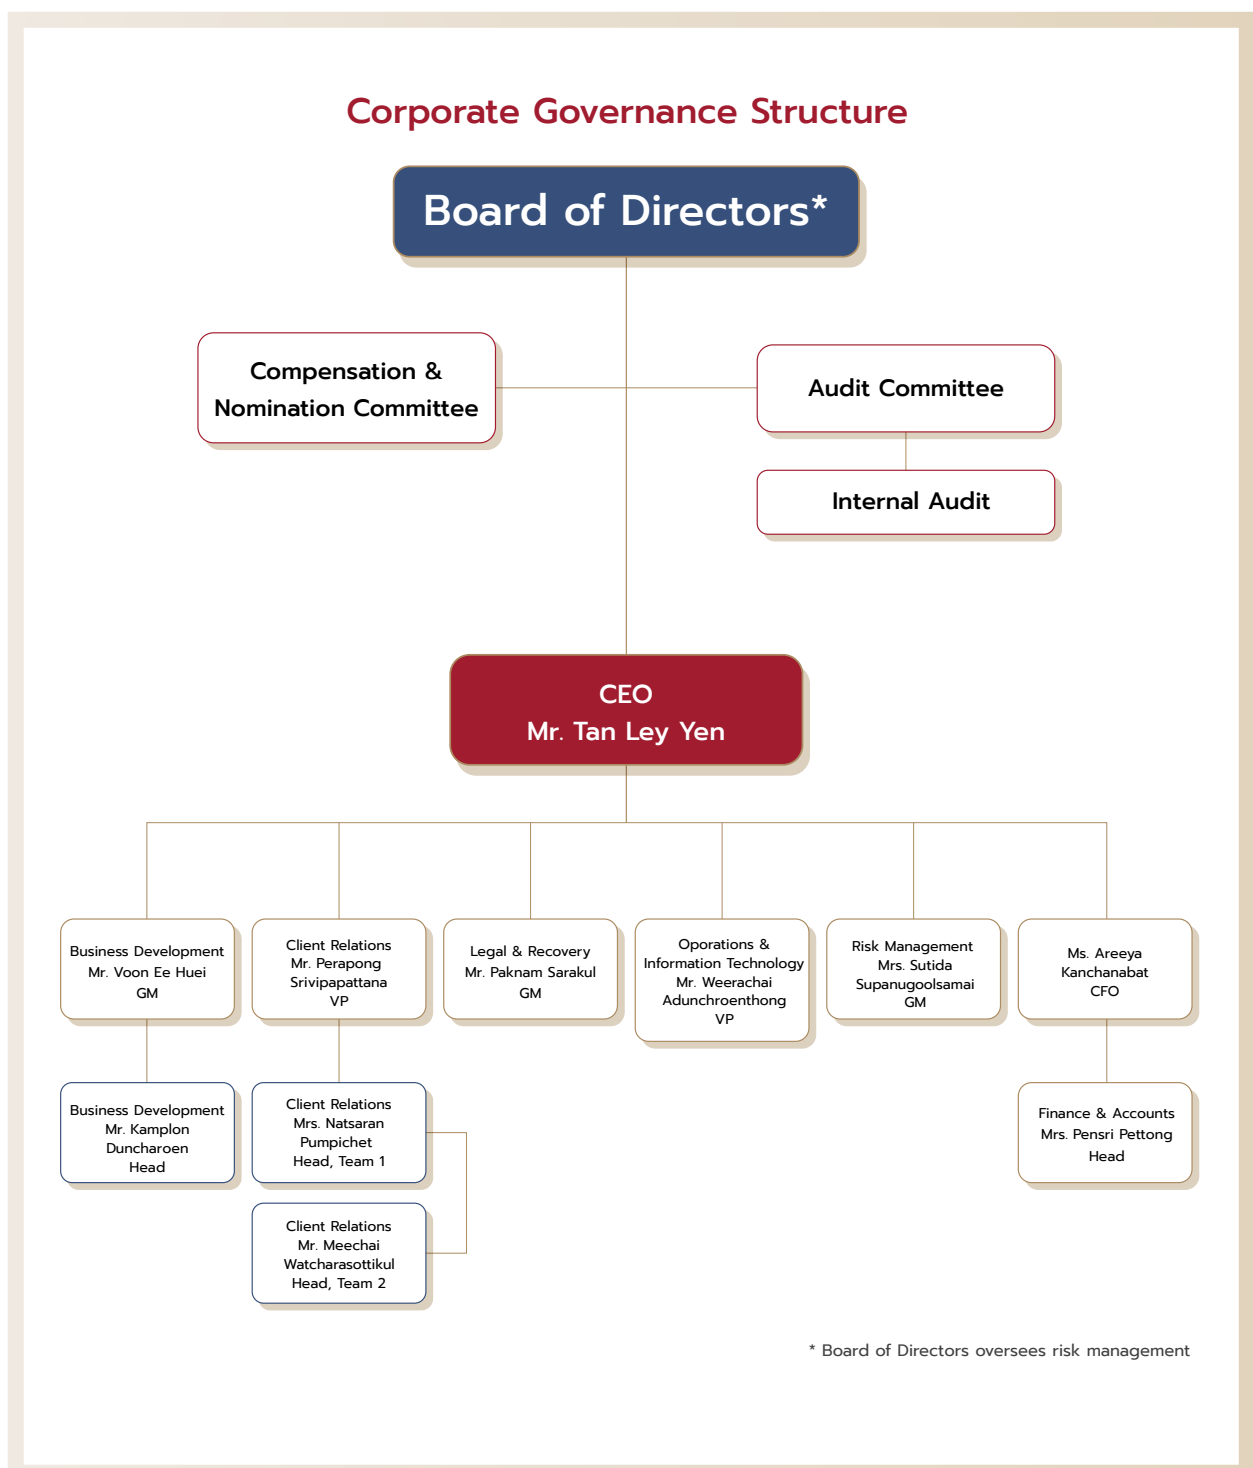 Corporate Governance Structure
Board of Directors*
Compensation &
Nomination Committee
Audit Committee
Internal Audit
CEO
Mr. Tan Ley Yen
Business Development
Mr. Voon Ee Huei
GM
Client Relations
Mr. Perapong
Srivipapattana
VP
Legal & Recovery
Mr. Paknam Sarakul
GM
Oporations &
Information Technology
Mr. Weerachai
Adunchroenthong
VP
Risk Management
Mrs. Sutida
Supanugoolsamai
GM
Ms. Areeya
Kanchanabat
CFO
Business Development
Mr. Kamplon
Duncharoen
Head
Client Relations
Mrs. Natsaran
Pumpichet
Head, Team 1
Finance & Accounts
Mrs. Pensri Pettong
Head
Client Relations
Mr. Meechai
Watcharasottikul
Head, Team 2
* Board of Directors oversees risk management